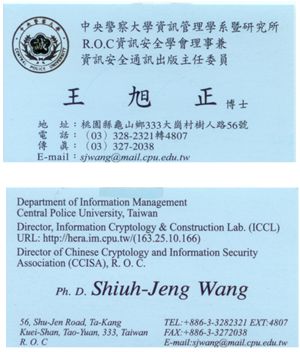 中央警察大學
CENTRAL POLICE UNIVERSITY
中央警察大學資訊管理學系暨研究所
R.O.C資訊安全學會理事兼
資訊安全通訊出版主任委員
王 旭 正 博士
地 址：桃園縣龜山鄉333大崗村樹人路56號
電 話：（03）328-2321轉4807
傳 真：（03）327-2038
E-mail：sjwang@mail.cpu.edu.tw
Department of Information Management
Central Police University, Taiwan
Director, Information Cryptology & Construction Lab. (ICCL)
URL: http://hera.im.cpu.tw/(163.25.10.166)
Director of Chinese Cryptology and Information Security
Association (CCISA), R. O. C.
Ph. D. Shiuh-Jeng Wang
56, Shu-Jen Road, Ta-Kang
Kuei-Shan, Tao-Yuan, 333, Taiwan
R. O. C
TEL:+886-3-3282321 EXT:4807
FAX:+886-3-3272038
E-mail:sjwang@mail.cpu.edu.tw